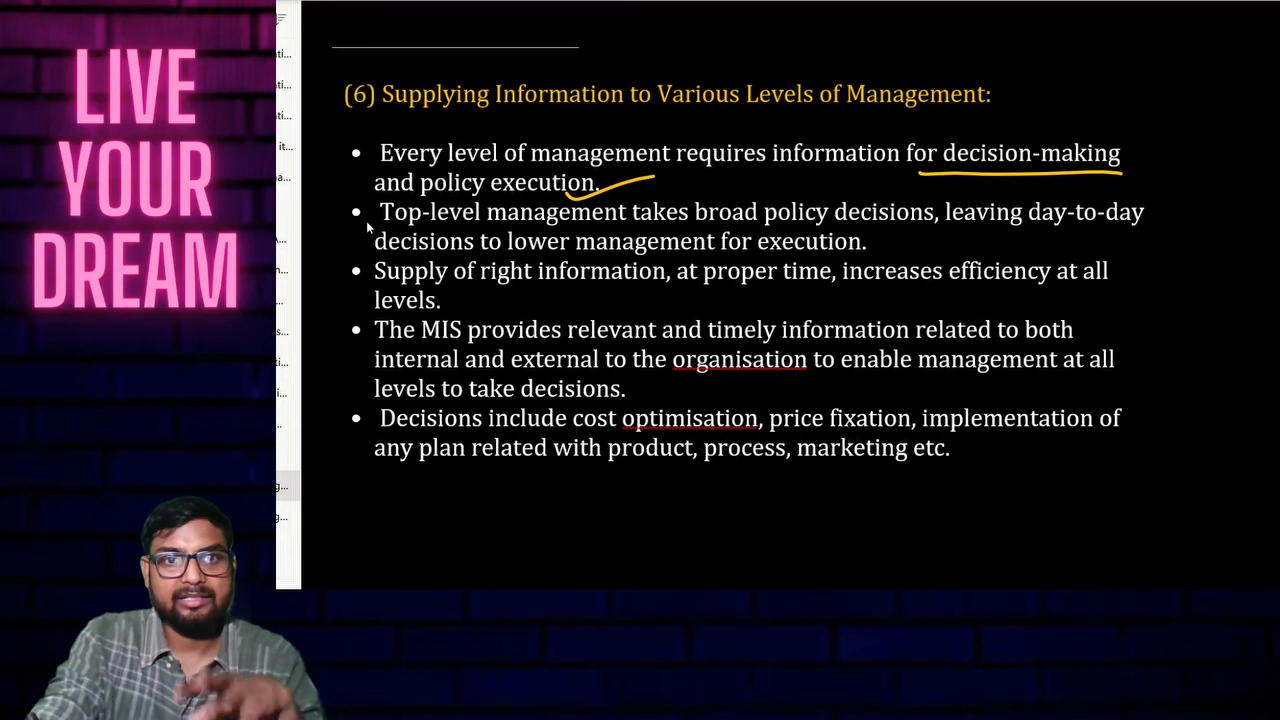 LIVE
YOUR
DREAM
(6) Supplying Information to Various Levels of Management:
• Every level of management requires information for decision-making
and policy execution.
• Top-level management takes broad policy decisions, leaving day-to-day
decisions to lower management for execution.
• Supply of right information, at proper time, increases efficiency at all
levels.
• The MIS provides relevant and timely information related to both
internal and external to the organisation to enable management at all
levels to take decisions.
• Decisions include cost optimisation, price fixation, implementation of
any plan related with product, process, marketing etc.